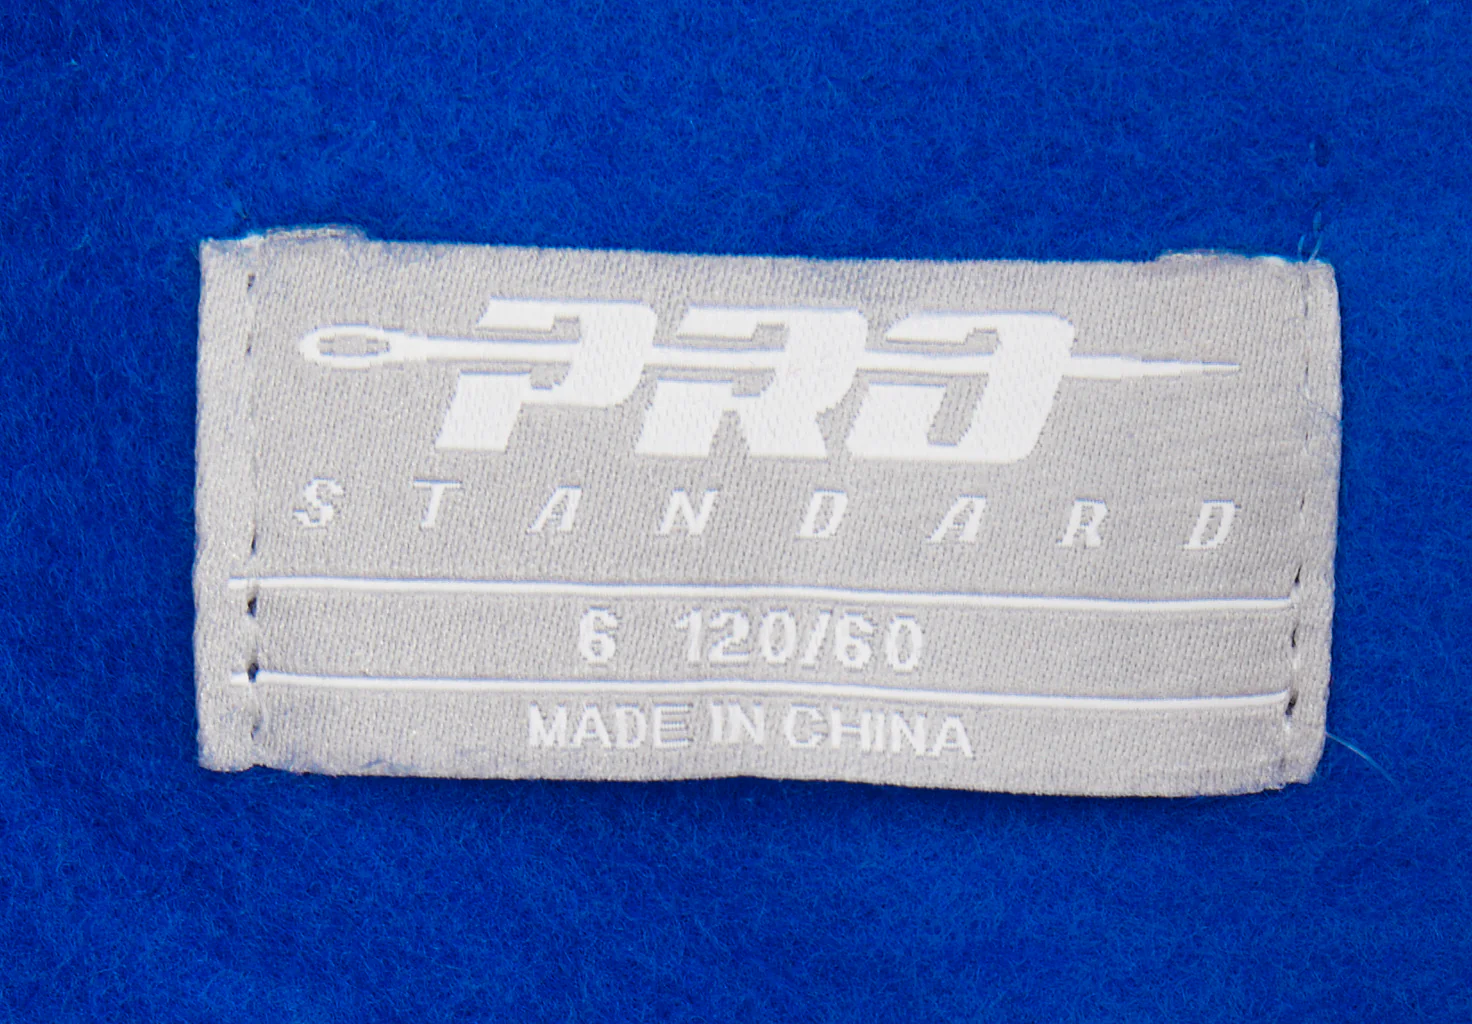 PRO
STANDARD
6 120/60
MADE IN CHINA